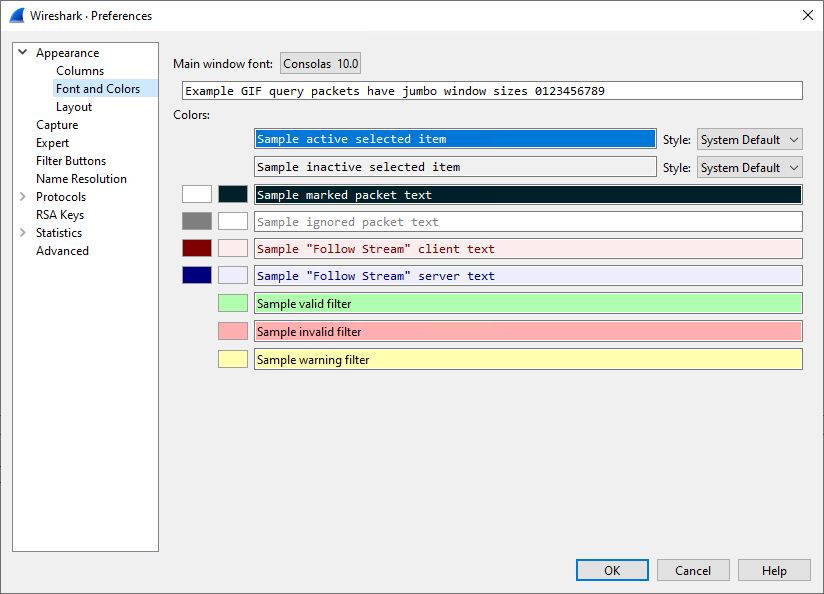 Wireshark · Preferences
Appearance
Columns
Font and Colors
Layout
Capture
Expert
Filter Buttons
Name Resolution
Protocols
RSA Keys
Statistics
Advanced
Main window font: Consolas 10.0
Example GIF query packets have jumbo window sizes 0123456789
Colors:
Sample active selected item Style: System Default
Sample inactive selected item Style: System Default
Sample marked packet text
Sample ignored packet text
Sample "Follow Stream" client text
Sample "Follow Stream" server text
Sample valid filter
Sample invalid filter
Sample warning filter
OK Cancel Help